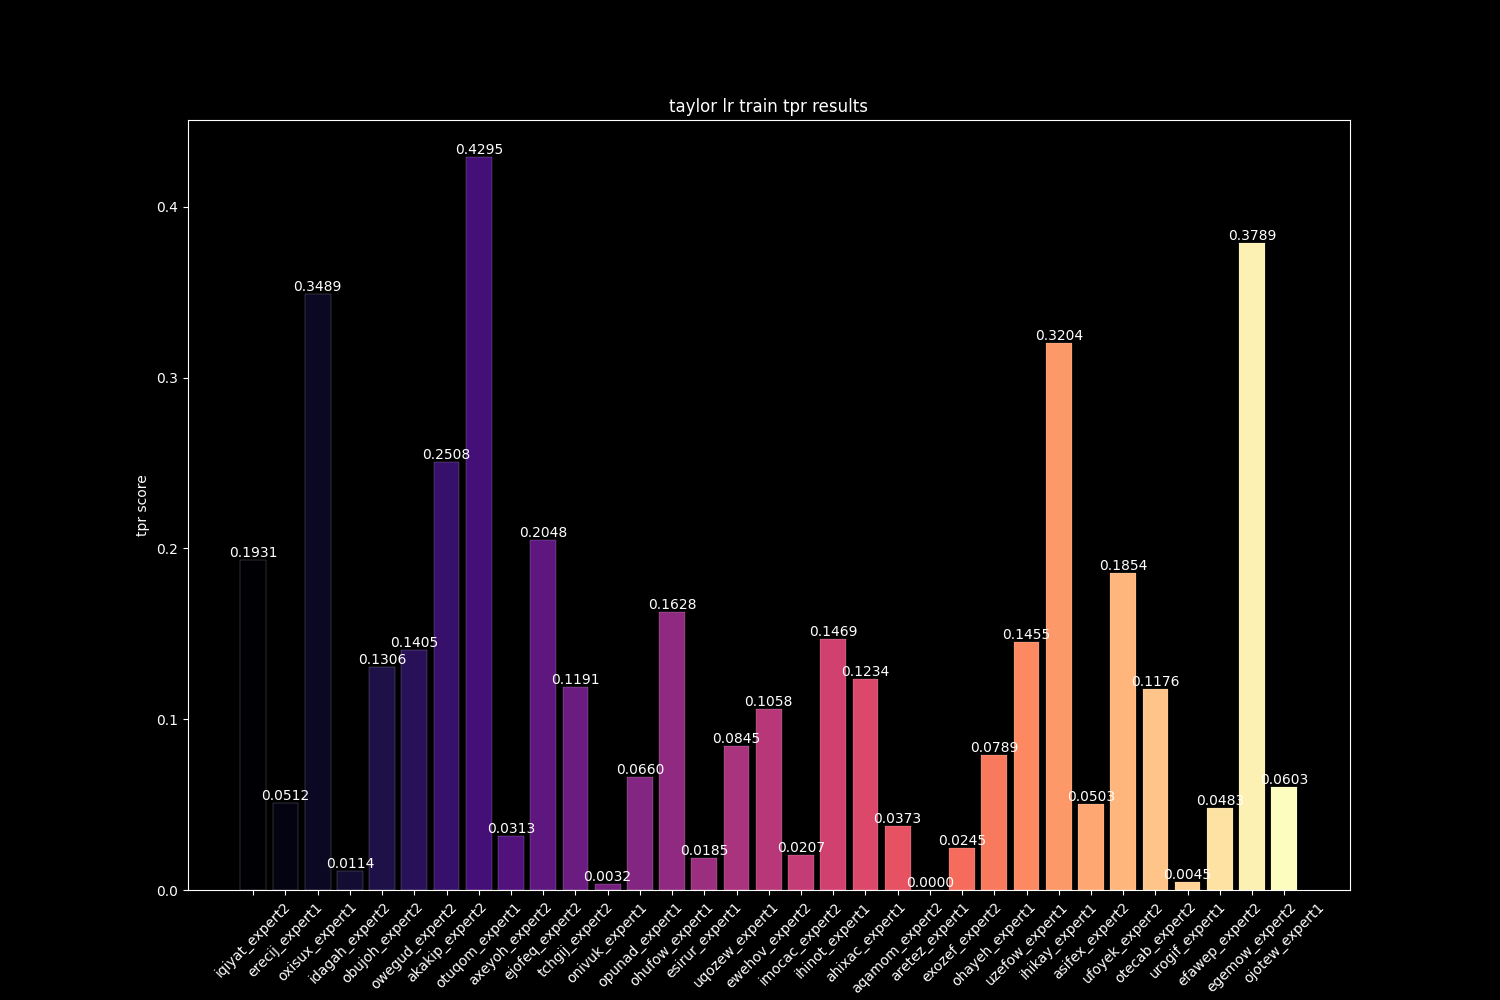 taylor lr train tpr results
tpr score
0.4
0.3
0.2
0.1
0.0
0.1931
0.0512
0.3489
0.0114
0.1306
0.1405
0.2508
0.4295
0.0313
0.2048
0.1191
0.0032
0.0660
0.1628
0.0185
0.0845
0.1058
0.0207
0.1469
0.1234
0.0373
0.0000
0.0245
0.0789
0.1455
0.3204
0.0503
0.1854
0.1176
0.0045
0.0483
0.3789
0.0603
iqjyat_expert2
erecij_expert1
oxisux_expert1
idagah_expert2
obujoh_expert2
owegud_expert2
akakip_expert2
otuqom_expert1
axeyoh_expert2
ejofeq_expert2
tchgjj_expert2
onivuk_expert1
opunad_expert1
ohufow_expert1
esirur_expert1
uqozew_expert1
ewehov_expert2
imocac_expert2
ihinot_expert1
ahixac_expert1
aqamom_expert2
aretez_expert1
exozef_expert2
ohayeh_expert1
uzefow_expert1
ihikay_expert1
asifex_expert2
ufoyek_expert2
otecab_expert2
urogif_expert1
efawep_expert2
egemow_expert2
ojotew_expert1